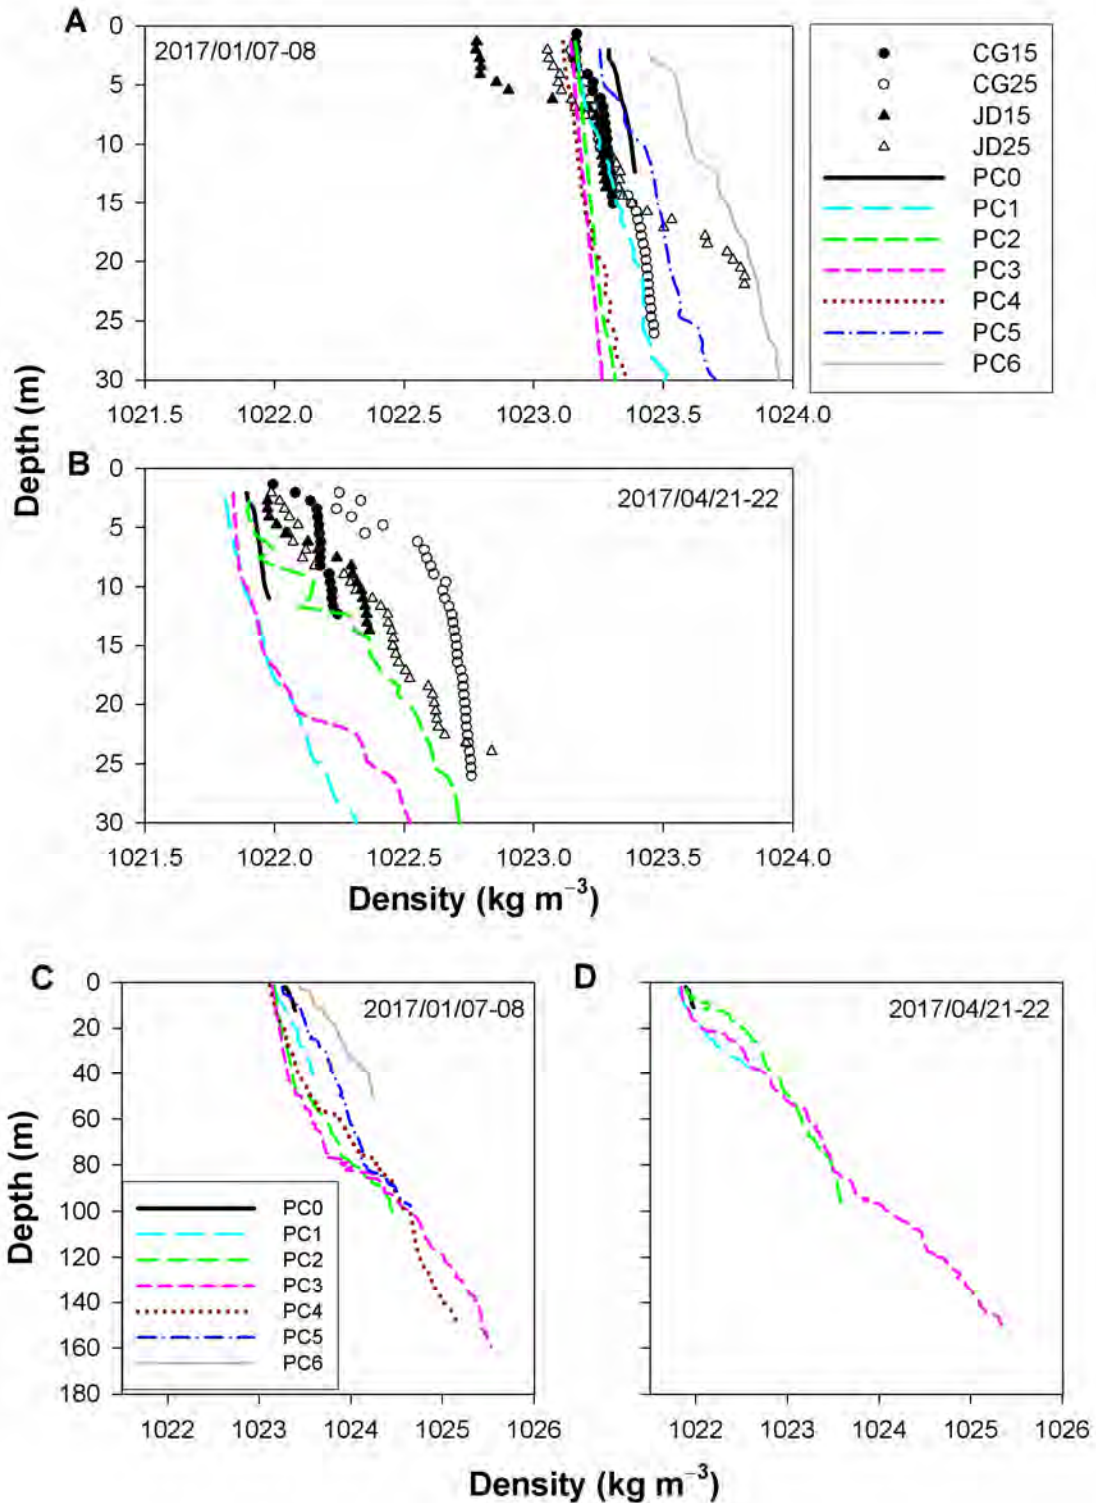 A
2017/01/07-08
0
5
10
15
20
25
30
1021.5 1022.0 1022.5 1023.0 1023.5 1024.0
CG15
CG25
JD15
JD25
PC0
PC1
PC2
PC3
PC4
PC5
PC6
Depth (m)
B
2017/04/21-22
0
5
10
15
20
25
30
1021.5 1022.0 1022.5 1023.0 1023.5 1024.0
Density (kg m⁻³)
C
2017/01/07-08
0
20
40
60
80
100
120
140
160
180
Depth (m)
PC0
PC1
PC2
PC3
PC4
PC5
PC6
1022 1023 1024 1025 1026
D
2017/04/21-22
1022 1023 1024 1025 1026
Density (kg m⁻³)